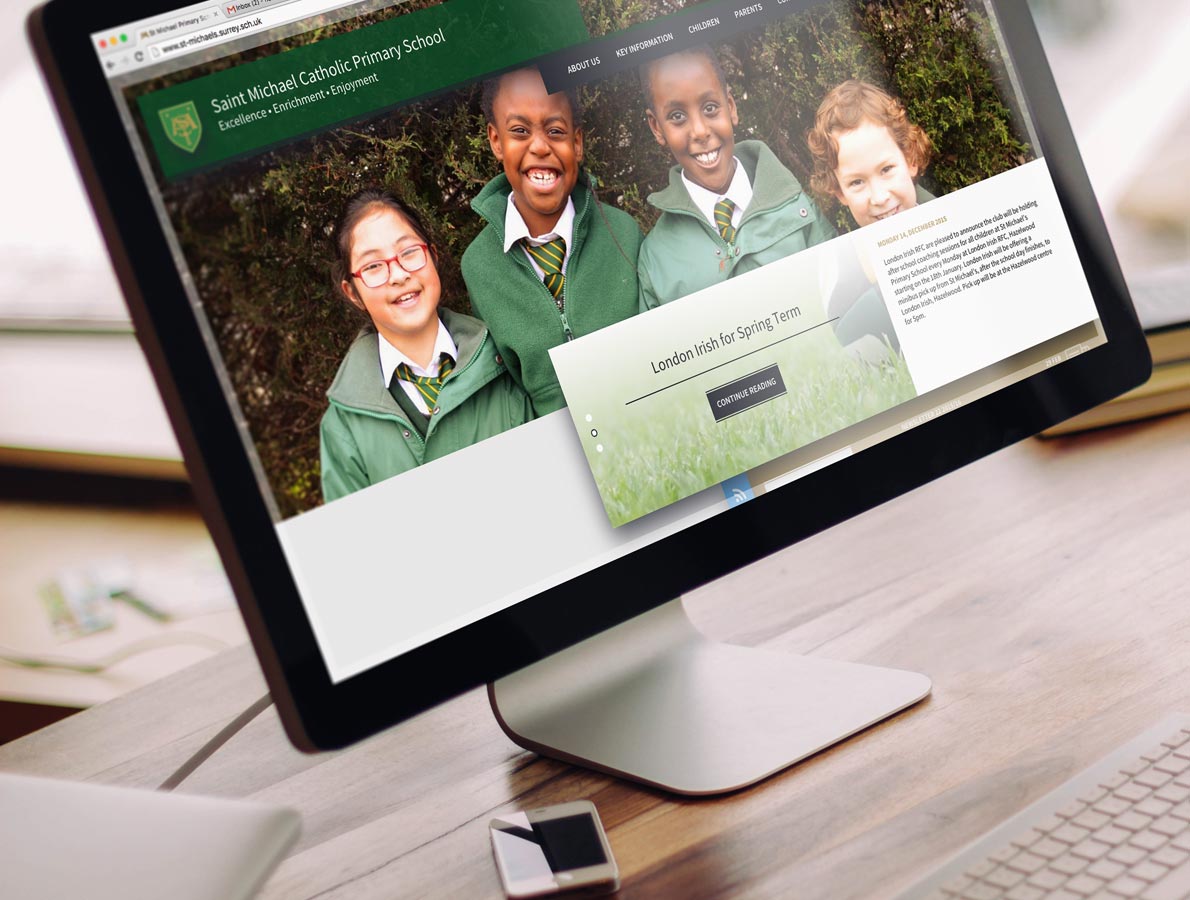 St Michael Primary Sc
Inbox (2)
www.st-michaels.surrey.sch.uk
Saint Michael Catholic Primary School
Excellence • Enrichment • Enjoyment
ABOUT US
KEY INFORMATION
CHILDREN
PARENTS
MONDAY 14, DECEMBER 2015
London Irish RFC are pleased to announce the club will be holding
after school coaching sessions for all children at St Michael's
Primary School every Monday at London Irish RFC, Hazelwood
starting on the 18th January. London Irish will be offering a
minibus pick up from St Michael's, after the school day finishes, to
London Irish, Hazelwood. Pick up will be at the Hazelwood centre
for 5pm.
London Irish for Spring Term
CONTINUE READING